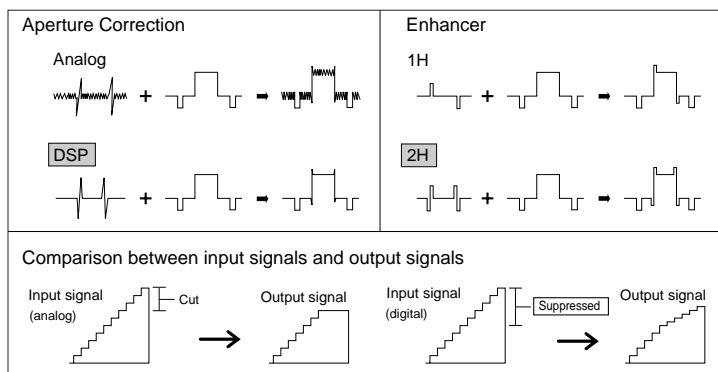 Aperture Correction
Analog
DSP
Enhancer
1H
2H
Comparison between input signals and output signals
Input signal
(analog)
Cut
Output signal
Input signal
(digital)
Suppressed
Output signal